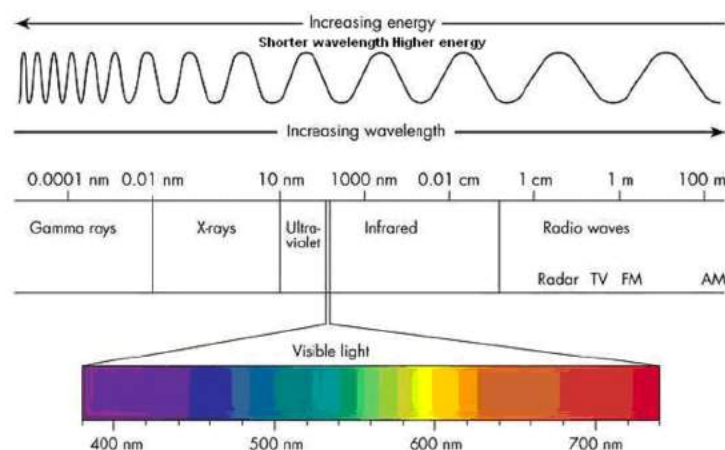 Increasing energy
Shorter wavelength Higher energy
Increasing wavelength
0.0001 nm 0.01 nm 10 nm 1000 nm 0.01 cm 1 cm 1 m 100 m
Gamma rays X-rays Ultra-
violet Infrared Radio waves
Radar TV FM AM
Visible light
400 nm 500 nm 600 nm 700 nm